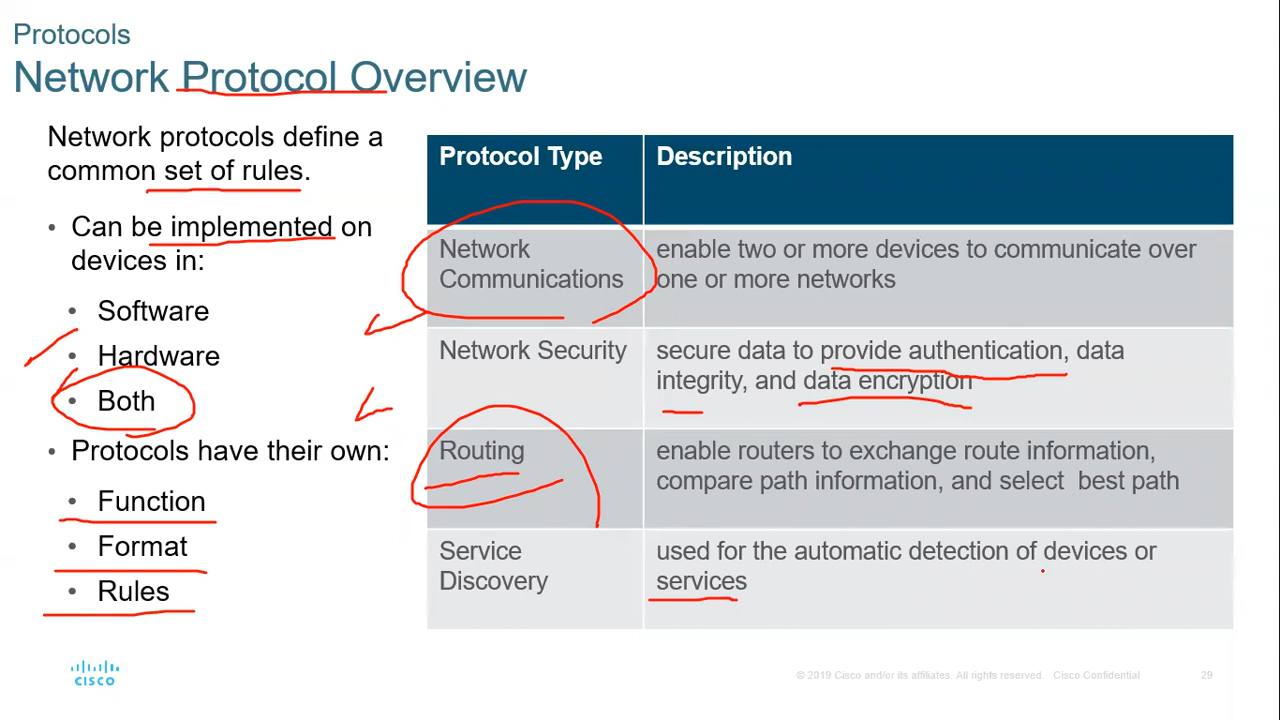 Protocols
Network Protocol Overview
Network protocols define a
common set of rules.
• Can be implemented on
devices in:
• Software
• Hardware
• Both
• Protocols have their own:
• Function
• Format
• Rules
Protocol Type
Description
Network
Communications
enable two or more devices to communicate over
one or more networks
Network Security
secure data to provide authentication, data
integrity, and data encryption
Routing
enable routers to exchange route information,
compare path information, and select  best path
Service
Discovery
used for the automatic detection of devices or
services
CISCO
© 2019 Cisco and/or its affiliates. All rights reserved.   Cisco Confidential
29